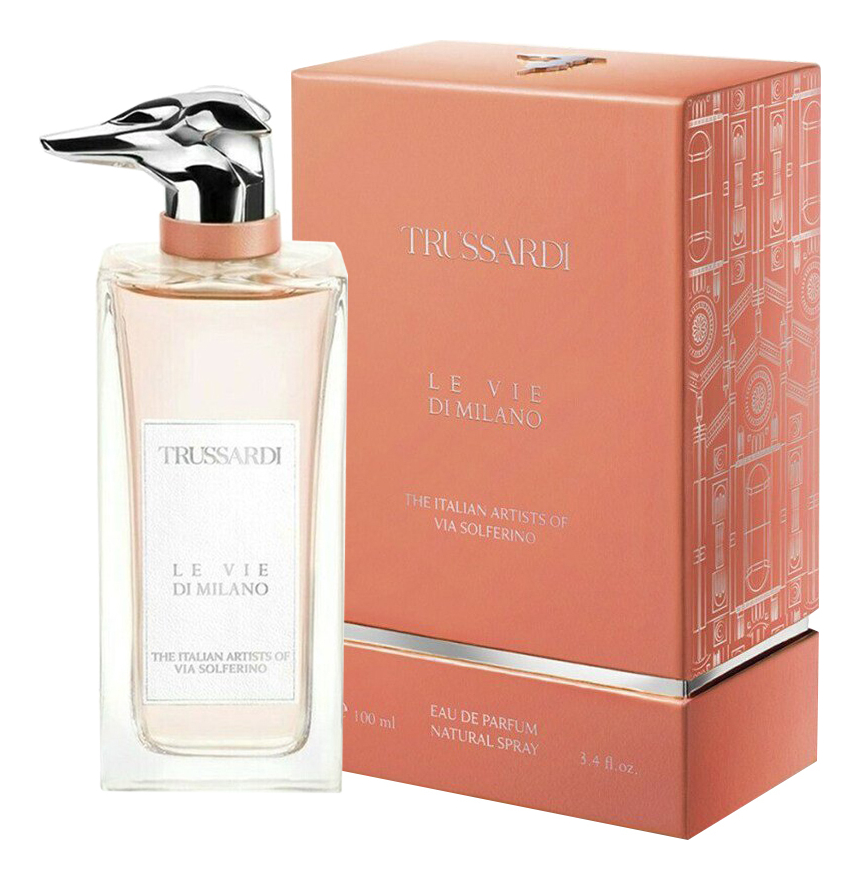 TRUSSARDI
LE VIE
DI MILANO
THE ITALIAN ARTISTS OF
VIA SOLFERINO
TRUSSARDI
LE VIE
DI MILANO
THE ITALIAN ARTISTS OF
VIA SOLFERINO
e 100 ml
EAU DE PARFUM
NATURAL SPRAY
3.4 fl.oz.